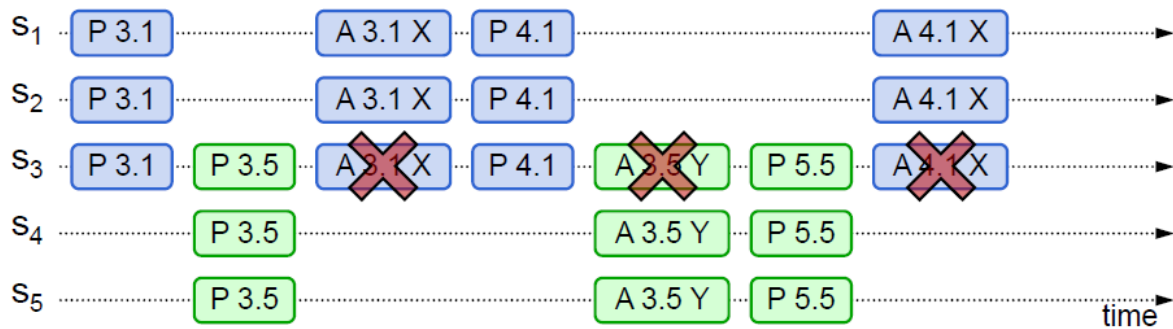 S1 P 3.1 A 3.1 X P 4.1 A 4.1 X
S2 P 3.1 A 3.1 X P 4.1 A 4.1 X
S3 P 3.1 P 3.5 A 3.1 X P 4.1 A 3.5 Y P 5.5 A 4.1 X
S4 P 3.5 A 3.5 Y P 5.5
S5 P 3.5 A 3.5 Y P 5.5
time